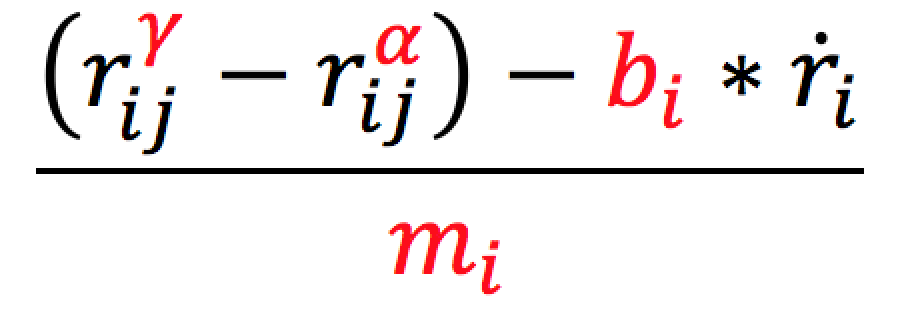 (r_{ij}^{γ} − r_{ij}^{α}) − b_i * ṙ_i
m_i